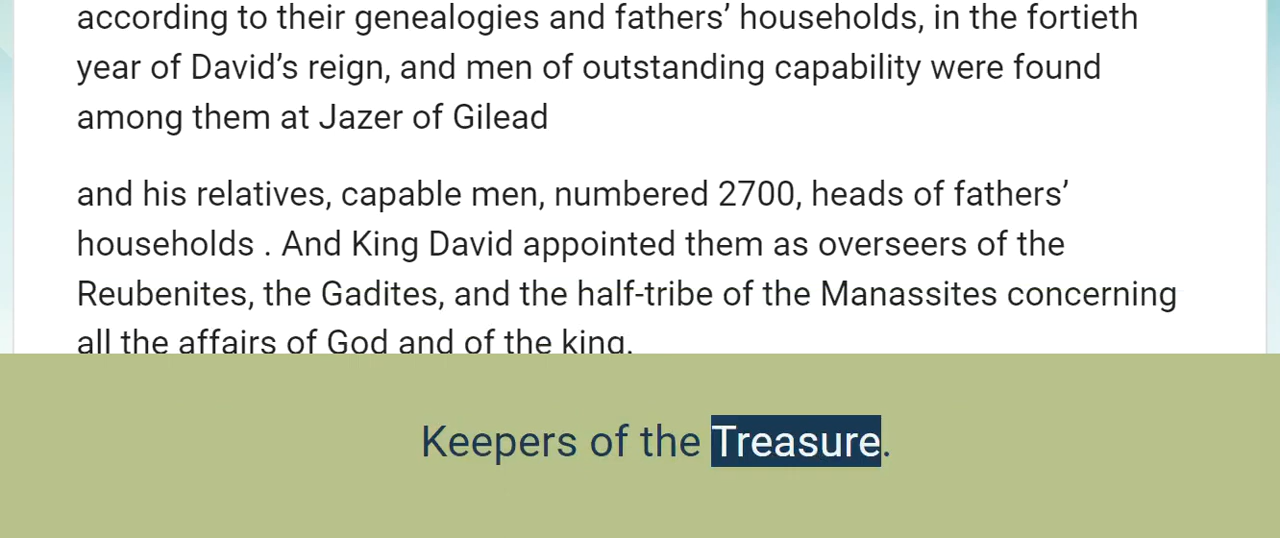 according to their genealogies and fathers’ households, in the fortieth
year of David’s reign, and men of outstanding capability were found
among them at Jazer of Gilead
and his relatives, capable men, numbered 2700, heads of fathers’
households . And King David appointed them as overseers of the
Reubenites, the Gadites, and the half-tribe of the Manassites concerning
all the affairs of God and of the king.
Keepers of the Treasure.